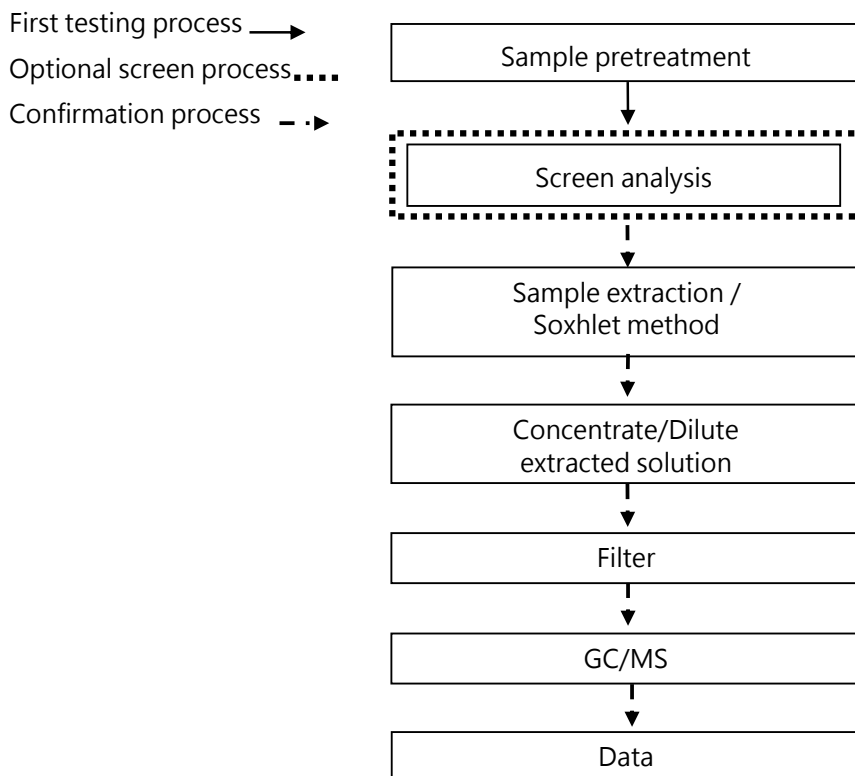 First testing process
Optional screen process
Confirmation process
Sample pretreatment
Screen analysis
Sample extraction /
Soxhlet method
Concentrate/Dilute
extracted solution
Filter
GC/MS
Data